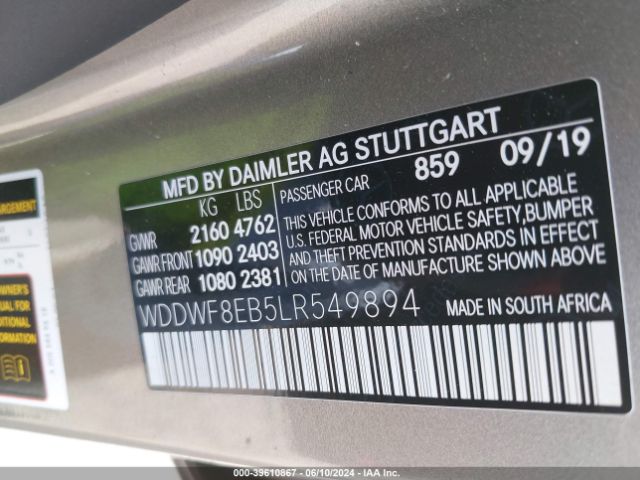 MFD BY DAIMLER AG STUTTGART
KG LBS
GVWR 2160 4762
GAWR FRONT 1090 2403
GAWR REAR 1080 2381
PASSENGER CAR 859 09/19
THIS VEHICLE CONFORMS TO ALL APPLICABLE
U.S. FEDERAL MOTOR VEHICLE SAFETY, BUMPER
AND THEFT PREVENTION STANDARDS IN EFFECT
ON THE DATE OF MANUFACTURE SHOWN ABOVE.
WDDWF8EB5LR549894
MADE IN SOUTH AFRICA
OWNER'S
000-39610867 - 06/10/2024 - IAA Inc.